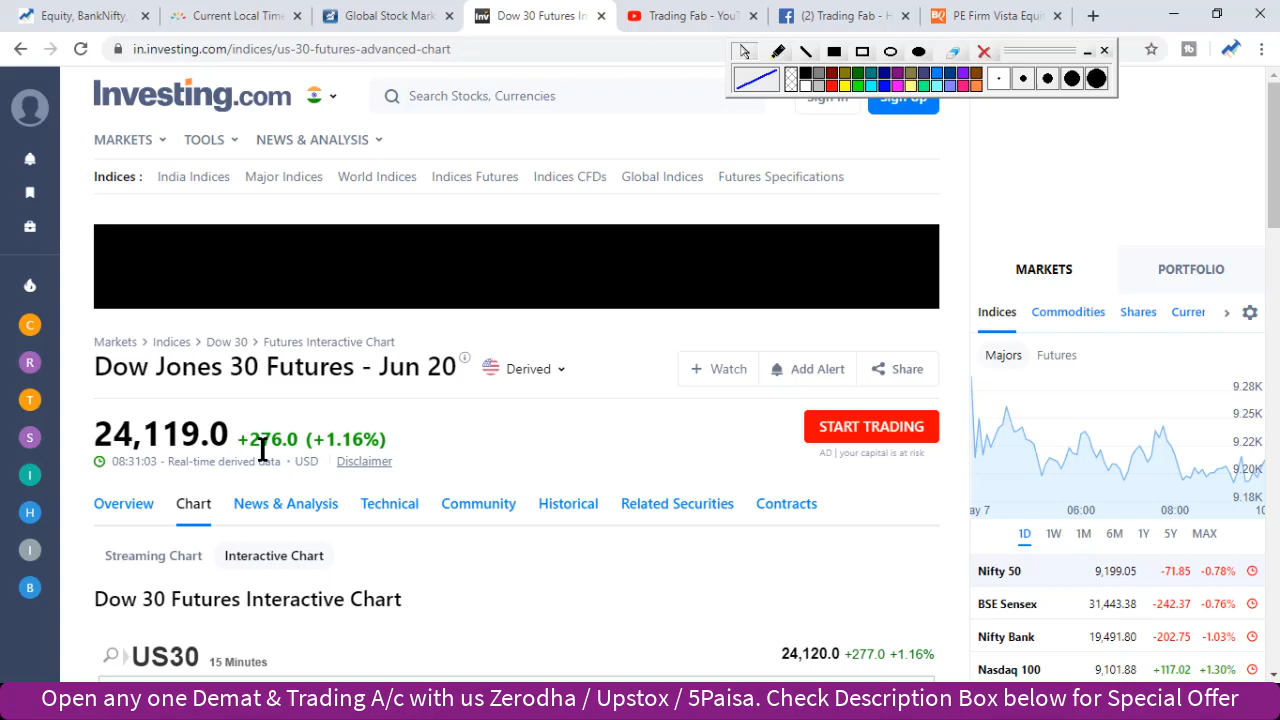 Equity, BankNifty,
Current Local Time
Global Stock Mark
Dow 30 Futures In
Trading Fab - YouT
(2) Trading Fab - H
PE Firm Vista Equi
in.investing.com/indices/us-30-futures-advanced-chart
Investing.com
Search Stocks, Currencies
Sign In
Sign Up
MARKETS
TOOLS
NEWS & ANALYSIS
Indices :
India Indices
Major Indices
World Indices
Indices Futures
Indices CFDs
Global Indices
Futures Specifications
Markets > Indices > Dow 30 > Futures Interactive Chart
Dow Jones 30 Futures - Jun 20
Derived
+ Watch
Add Alert
Share
24,119.0 +276.0 (+1.16%)
08:31:03 - Real-time derived data • USD
Disclaimer
START TRADING
AD | your capital is at risk
Overview
Chart
News & Analysis
Technical
Community
Historical
Related Securities
Contracts
Streaming Chart
Interactive Chart
Dow 30 Futures Interactive Chart
US30 15 Minutes
24,120.0 +277.0 +1.16%
C
R
T
S
I
H
I
B
MARKETS
PORTFOLIO
Indices
Commodities
Shares
Currer
Majors
Futures
9.28K
9.25K
9.22K
9.20K
9.18K
ay 7
06:00
08:00
10
1D
1W
1M
6M
1Y
5Y
MAX
Nifty 50 9,199.05 -71.85 -0.78%
BSE Sensex 31,443.38 -242.37 -0.76%
Nifty Bank 19,491.80 -202.75 -1.03%
Nasdaq 100 9,101.88 +117.02 +1.30%
Open any one Demat & Trading A/c with us Zerodha / Upstox / 5Paisa. Check Description Box below for Special Offer